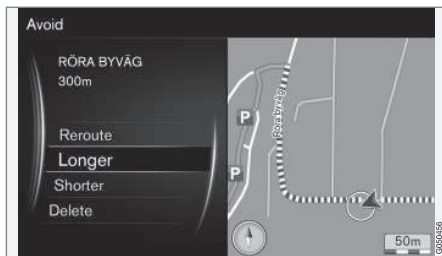 Avoid
RÖRA BYVÄG
300m
Reroute
Longer
Shorter
Delete
P
Röra byväg
P
50m
G050456